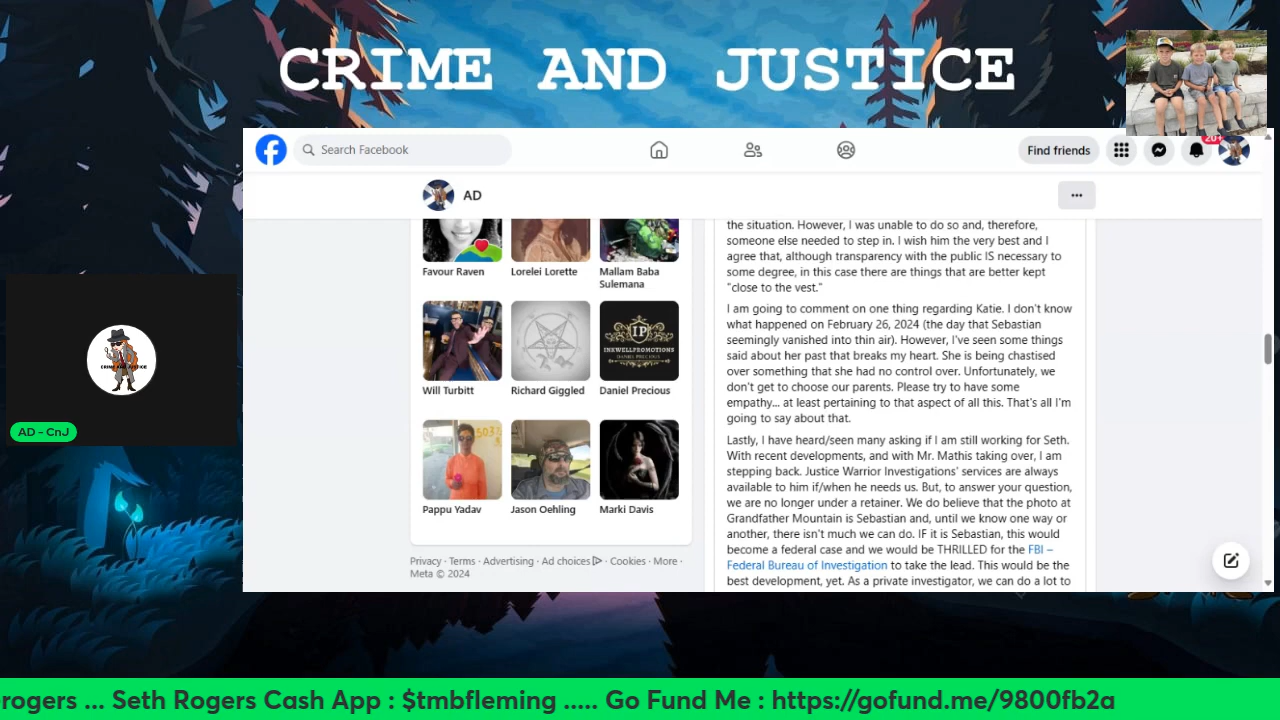 CRIME AND JUSTICE
Search Facebook
Find friends
20+
AD
Favour Raven
Lorelei Lorette
Mallam Baba
Sulemana
Will Turbitt
Richard Giggled
IP
INKWELLPROMOTIONS
DANIEL PRECIOUS
Daniel Precious
503
Pappu Yadav
Jason Oehling
Marki Davis
Privacy · Terms · Advertising · Ad choices · Cookies · More ·
Meta © 2024
the situation. However, I was unable to do so and, therefore,
someone else needed to step in. I wish him the very best and I
agree that, although transparency with the public IS necessary to
some degree, in this case there are things that are better kept
"close to the vest."
I am going to comment on one thing regarding Katie. I don't know
what happened on February 26, 2024 (the day that Sebastian
seemingly vanished into thin air). However, I've seen some things
said about her past that breaks my heart. She is being chastised
over something that she had no control over. Unfortunately, we
don't get to choose our parents. Please try to have some
empathy... at least pertaining to that aspect of all this. That's all I'm
going to say about that.
Lastly, I have heard/seen many asking if I am still working for Seth.
With recent developments, and with Mr. Mathis taking over, I am
stepping back. Justice Warrior Investigations' services are always
available to him if/when he needs us. But, to answer your question,
we are no longer under a retainer. We do believe that the photo at
Grandfather Mountain is Sebastian and, until we know one way or
another, there isn't much we can do. IF it is Sebastian, this would
become a federal case and we would be THRILLED for the FBI –
Federal Bureau of Investigation to take the lead. This would be the
best development, yet. As a private investigator, we can do a lot to
CRIME AND JUSTICE
AD - CnJ
rogers ... Seth Rogers Cash App : $tmbfleming ..... Go Fund Me : https://gofund.me/9800fb2a